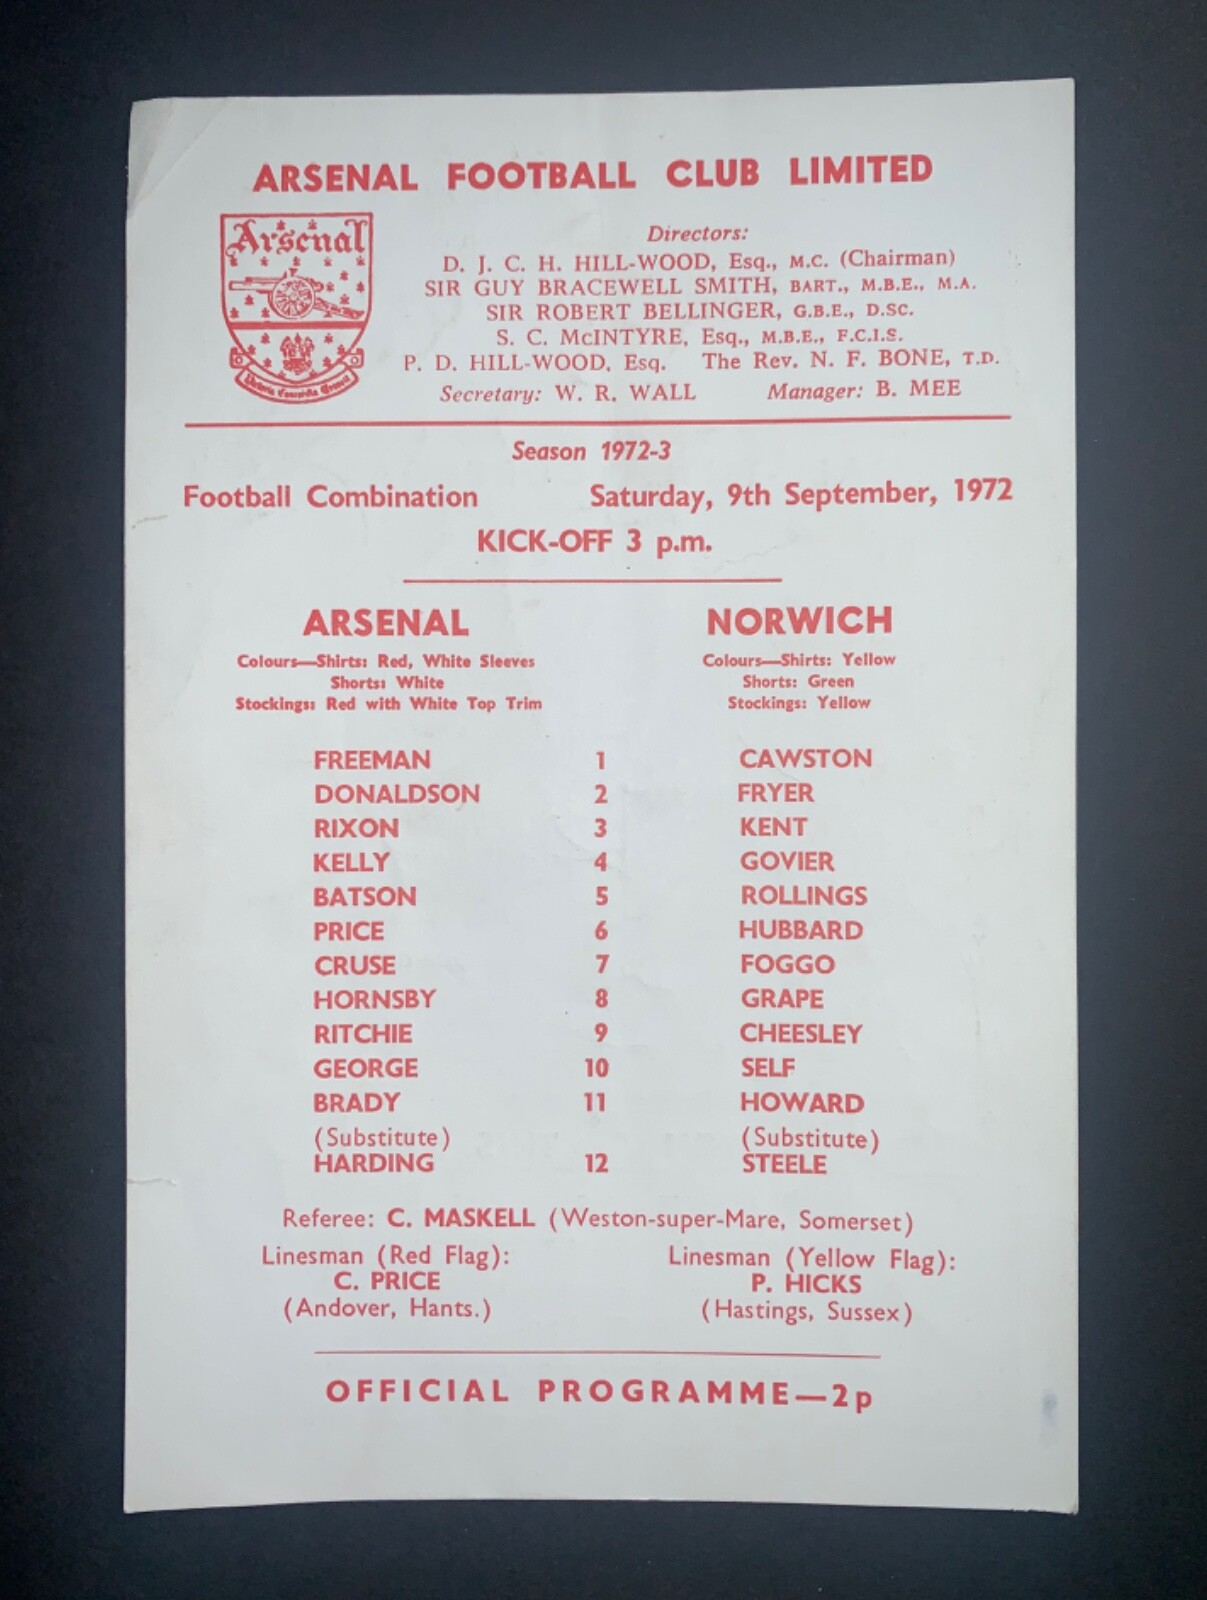 ARSENAL FOOTBALL CLUB LIMITED
Arsenal
Victoria Concordia Crescit
Directors:
D. J. C. H. HILL-WOOD, Esq., M.C. (Chairman)
SIR GUY BRACEWELL SMITH, BART., M.B.E., M.A.
SIR ROBERT BELLINGER, G.B.E., D.SC.
S. C. McINTYRE, Esq., M.B.E., F.C.I.S.
P. D. HILL-WOOD, Esq. The Rev. N. F. BONE, T.D.
Secretary: W. R. WALL Manager: B. MEE
Season 1972-3
Football Combination Saturday, 9th September, 1972
KICK-OFF 3 p.m.
ARSENAL NORWICH
Colours—Shirts: Red, White Sleeves Colours—Shirts: Yellow
Shorts: White Shorts: Green
Stockings: Red with White Top Trim Stockings: Yellow
FREEMAN 1 CAWSTON
DONALDSON 2 FRYER
RIXON 3 KENT
KELLY 4 GOVIER
BATSON 5 ROLLINGS
PRICE 6 HUBBARD
CRUSE 7 FOGGO
HORNSBY 8 GRAPE
RITCHIE 9 CHEESLEY
GEORGE 10 SELF
BRADY 11 HOWARD
(Substitute) (Substitute)
HARDING 12 STEELE
Referee: C. MASKELL (Weston-super-Mare, Somerset)
Linesman (Red Flag): Linesman (Yellow Flag):
C. PRICE P. HICKS
(Andover, Hants.) (Hastings, Sussex)
OFFICIAL PROGRAMME—2p